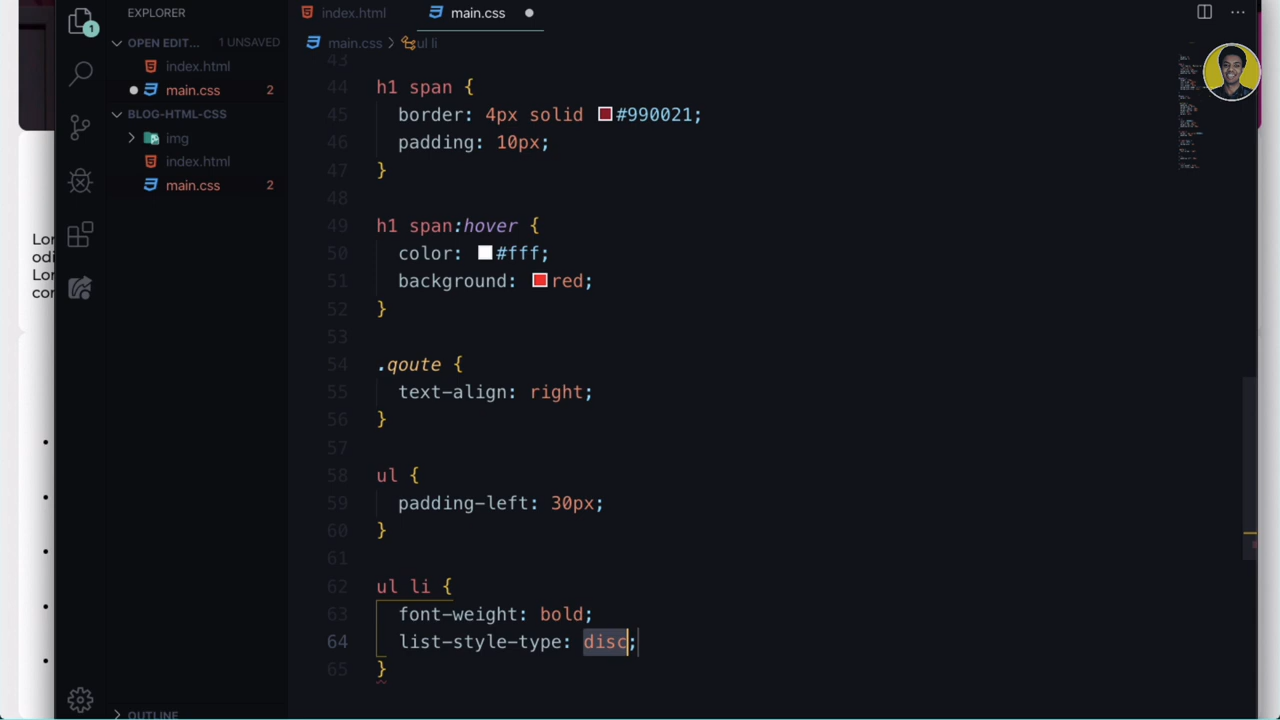 EXPLORER
index.html
main.css
1
OPEN EDIT... 1 UNSAVED
main.css
ul li
index.html
main.css 2
BLOG-HTML-CSS
img
index.html
main.css 2
43
44 h1 span {
45 border: 4px solid #990021;
46 padding: 10px;
47 }
48
49 h1 span:hover {
50 color: #fff;
51 background: red;
52 }
53
54 .qoute {
55 text-align: right;
56 }
57
58 ul {
59 padding-left: 30px;
60 }
61
62 ul li {
63 font-weight: bold;
64 list-style-type: disc;
65 }
OUTLINE